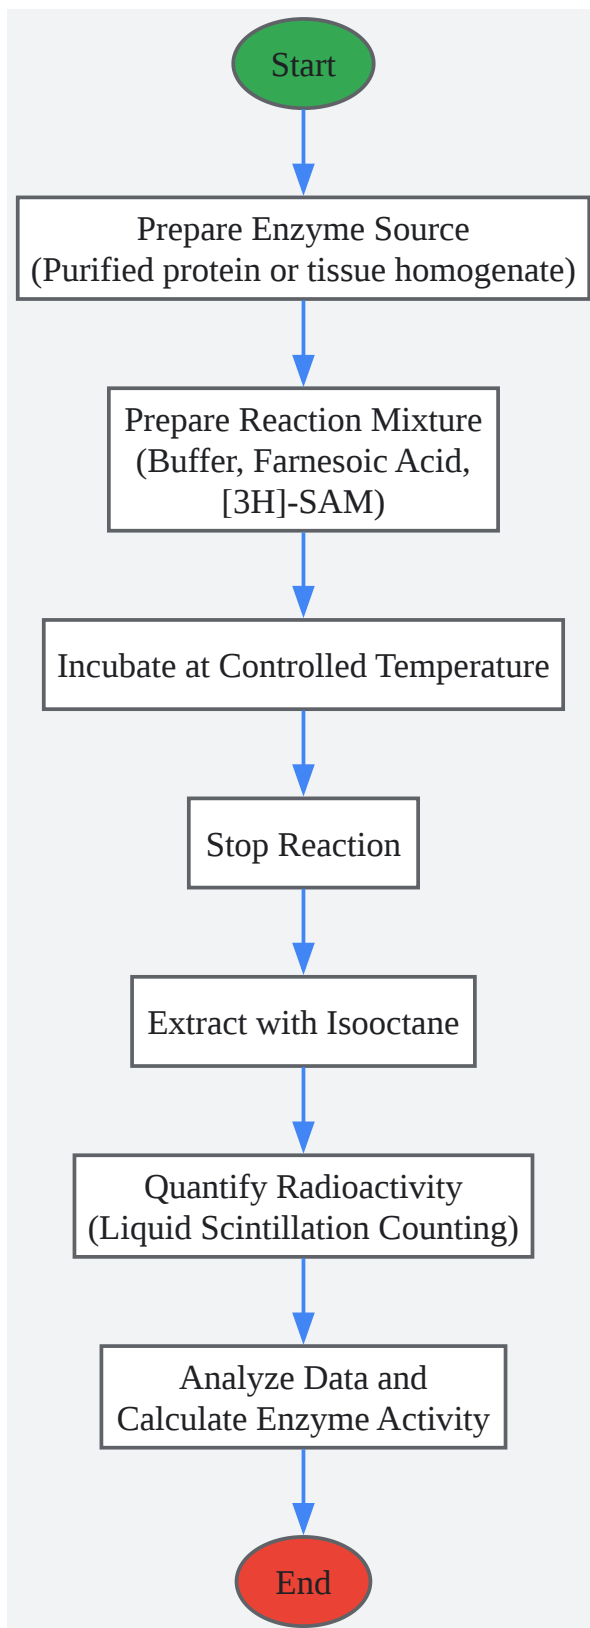 Start
Prepare Enzyme Source
(Purified protein or tissue homogenate)
Prepare Reaction Mixture
(Buffer, Farnesoic Acid,
[3H]-SAM)
Incubate at Controlled Temperature
Stop Reaction
Extract with Isooctane
Quantify Radioactivity
(Liquid Scintillation Counting)
Analyze Data and
Calculate Enzyme Activity
End